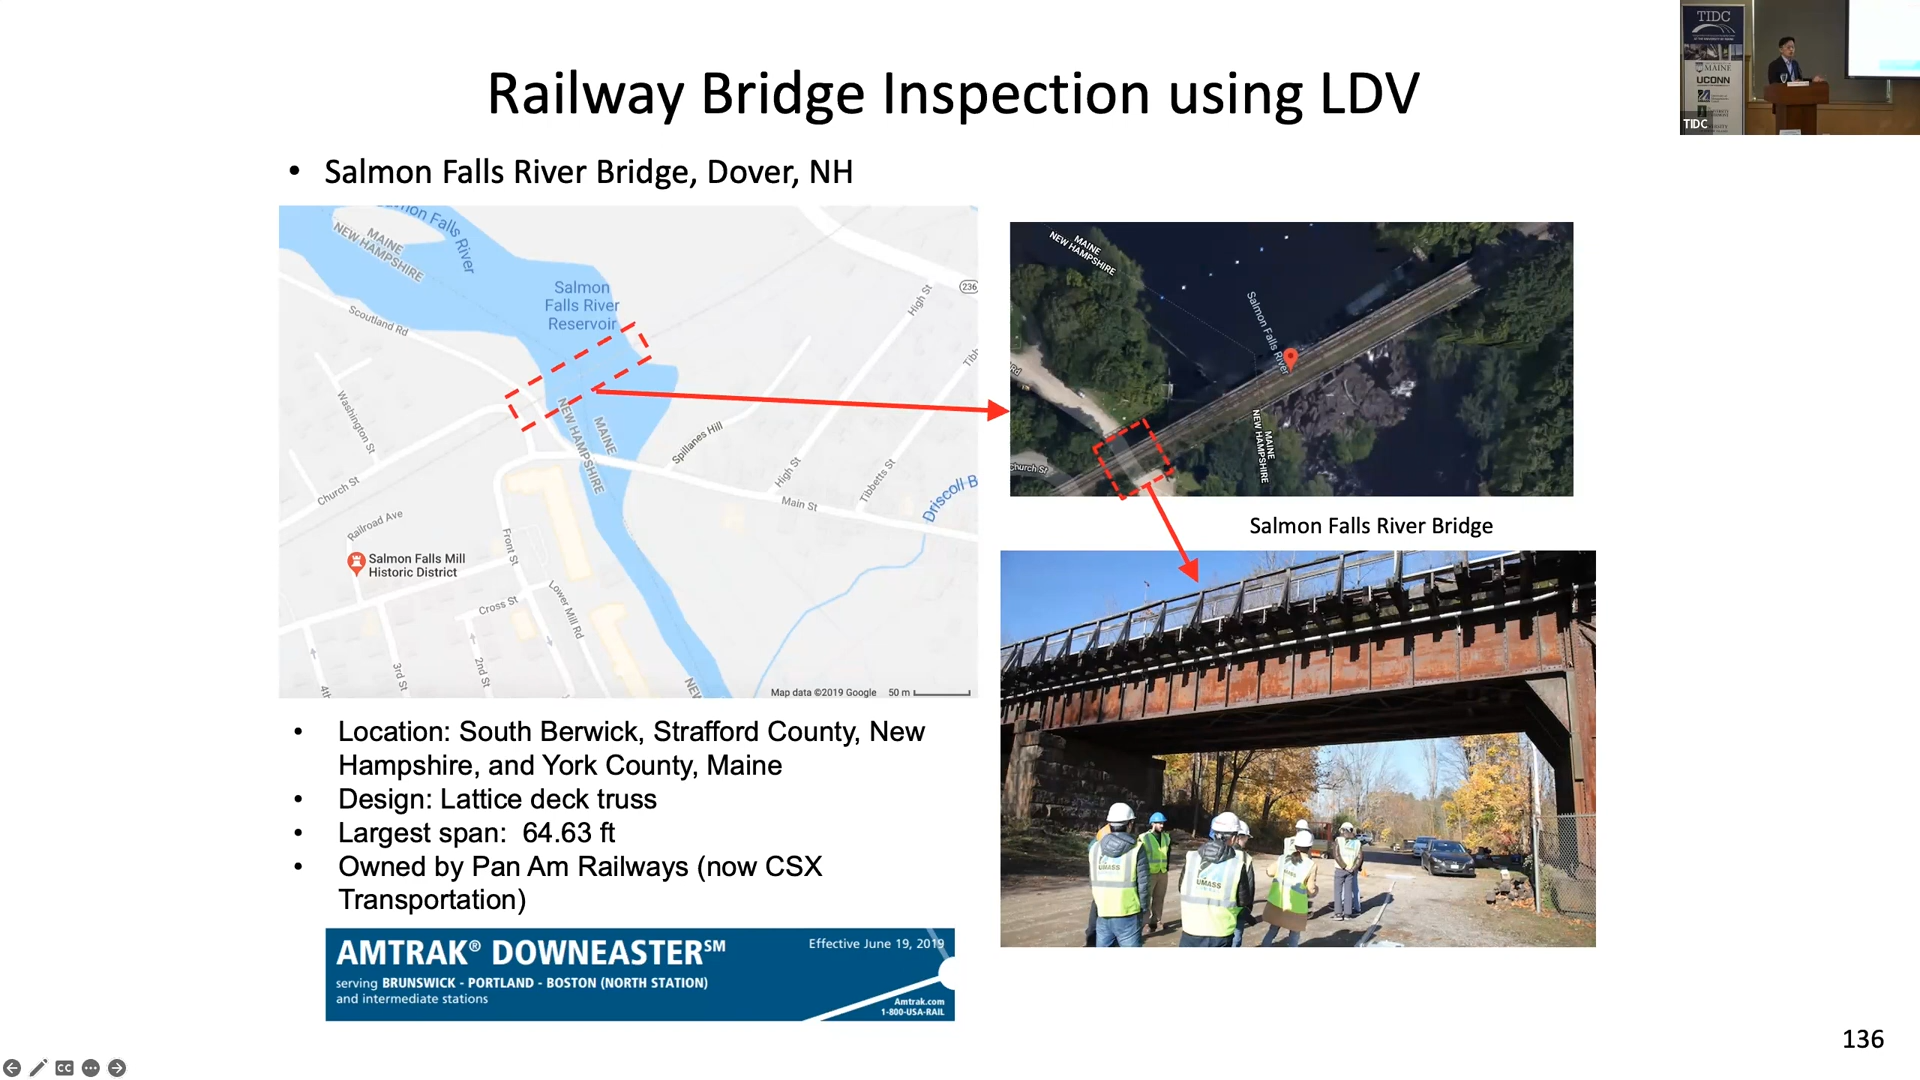 Railway Bridge Inspection using LDV
TIDC
MAINE
UCONN
TIDC
• Salmon Falls River Bridge, Dover, NH
Salmon Falls River
MAINE
NEW HAMPSHIRE
Salmon
Falls River
Reservoir
236
High St
Scoutland Rd
Washington St
NEW HAMPSHIRE
MAINE
Spillanes Hill
High St
Tibbetts St
Main St
Driscoll B
Church St
Railroad Ave
Front St
Salmon Falls Mill
Historic District
Cross St
Lower Mill Rd
2nd St
3rd St
4th
NEW
Map data ©2019 Google
50 m
MAINE
NEW HAMPSHIRE
Salmon Falls River
Rd
Church St
MAINE
NEW HAMPSHIRE
Salmon Falls River Bridge
UMASS
UMASS
• Location: South Berwick, Strafford County, New
Hampshire, and York County, Maine
• Design: Lattice deck truss
• Largest span: 64.63 ft
• Owned by Pan Am Railways (now CSX
Transportation)
AMTRAK® DOWNEASTER℠
Effective June 19, 2019
serving BRUNSWICK - PORTLAND - BOSTON (NORTH STATION)
and intermediate stations
Amtrak.com
1-800-USA-RAIL
136
CC